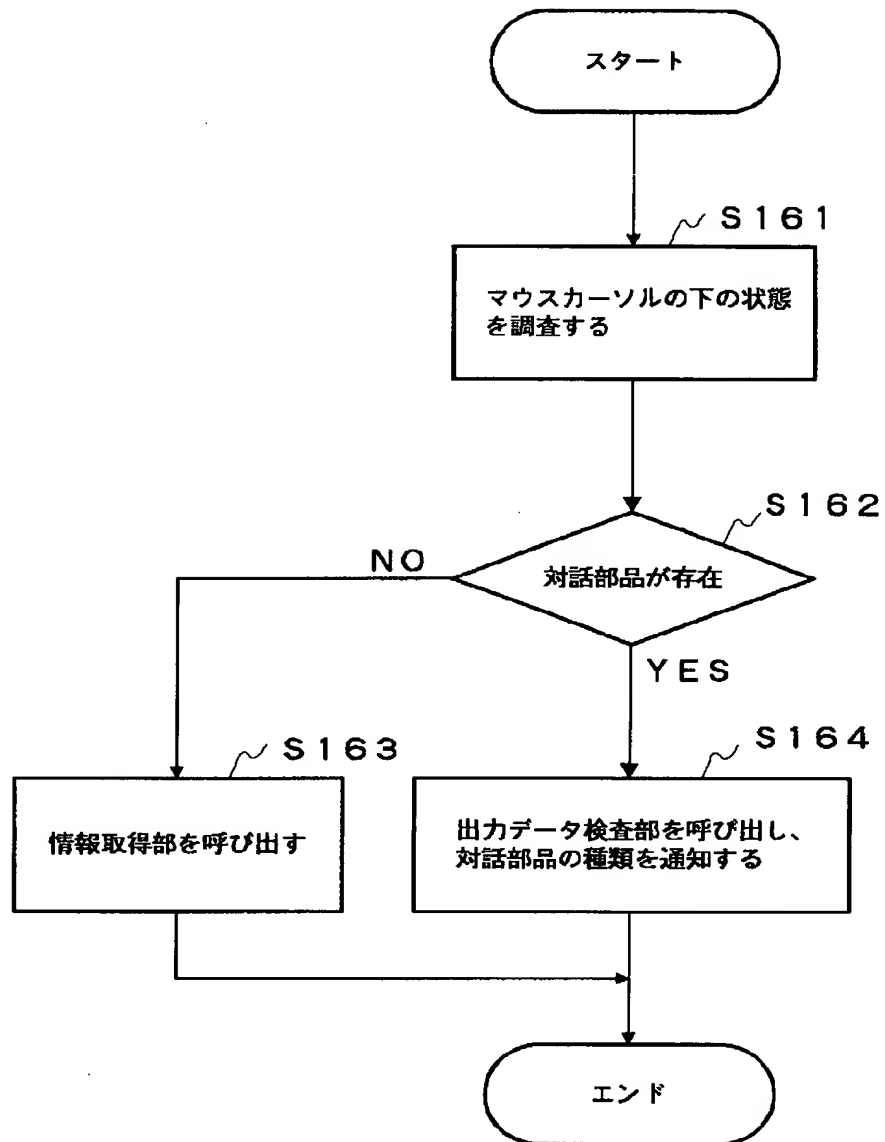 スタート
S161
マウスカーソルの下の状態
を調査する
S162
対話部品が存在
NO
YES
S163
情報取得部を呼び出す
S164
出力データ検査部を呼び出し、
対話部品の種類を通知する
エンド